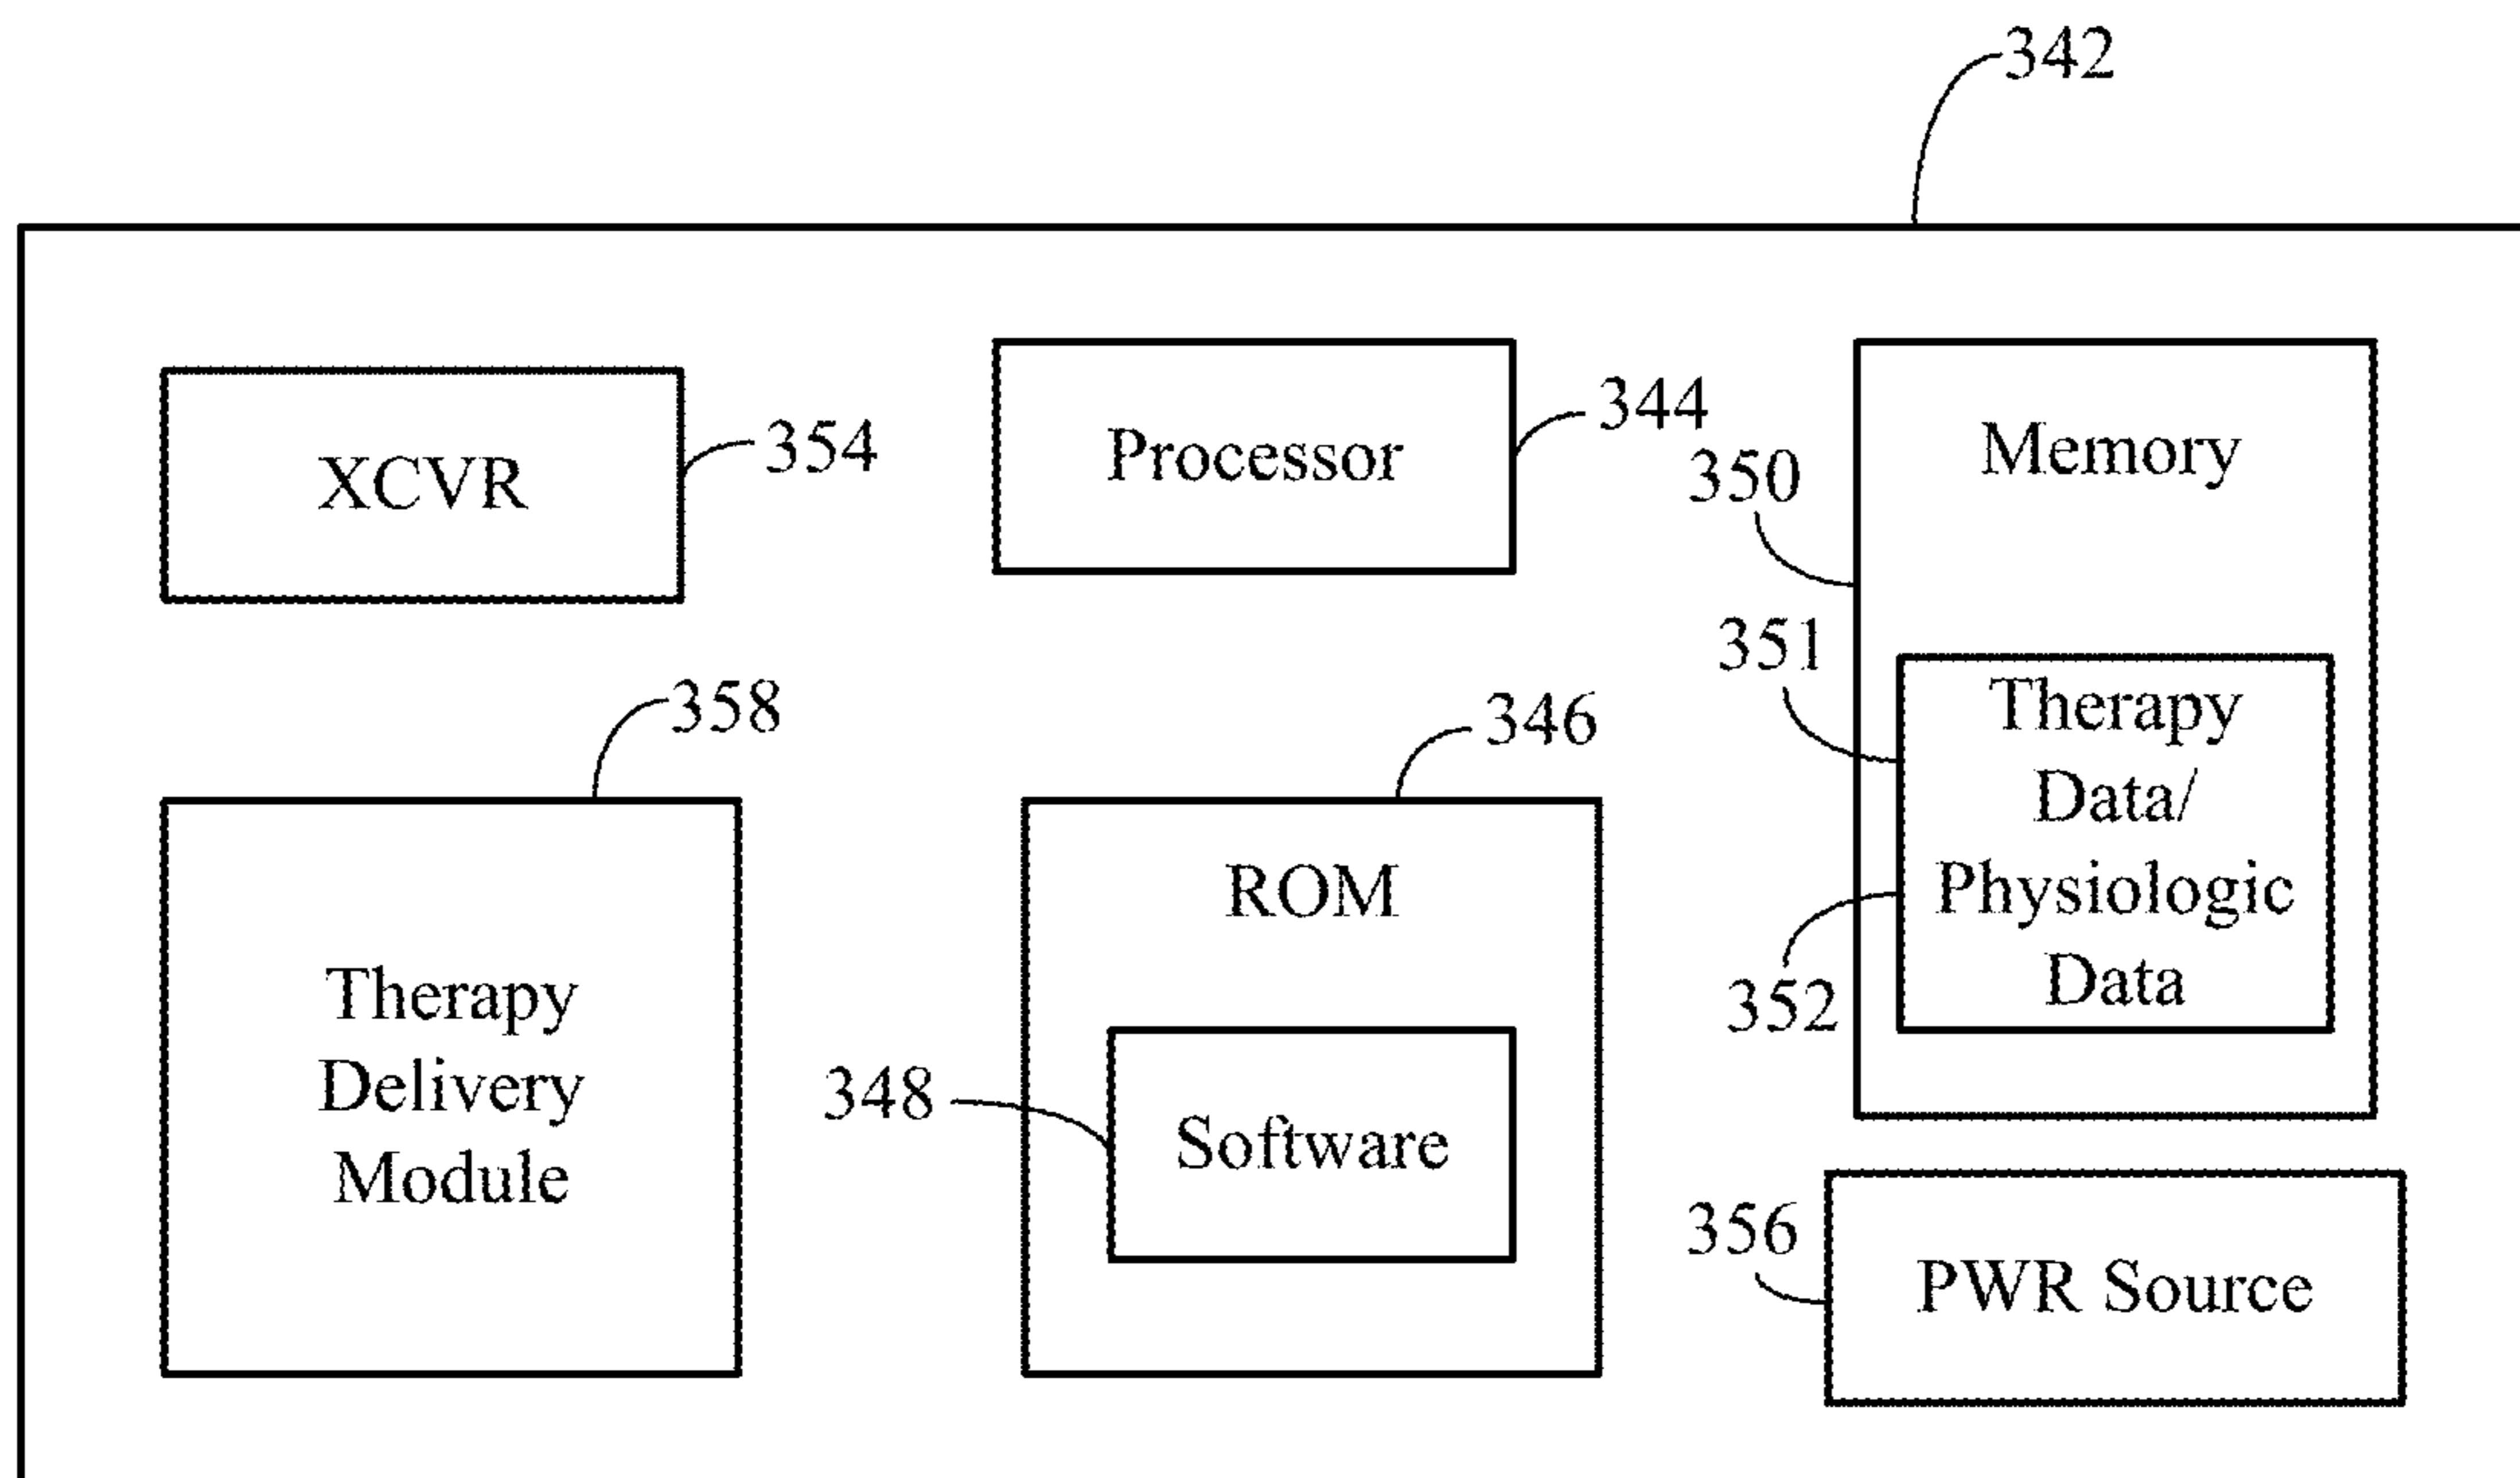 342
XCVR
354
Processor
344
350
Memory
351
352
Therapy
Data/
Physiologic
Data
358
Therapy
Delivery
Module
346
ROM
348
Software
356
PWR Source